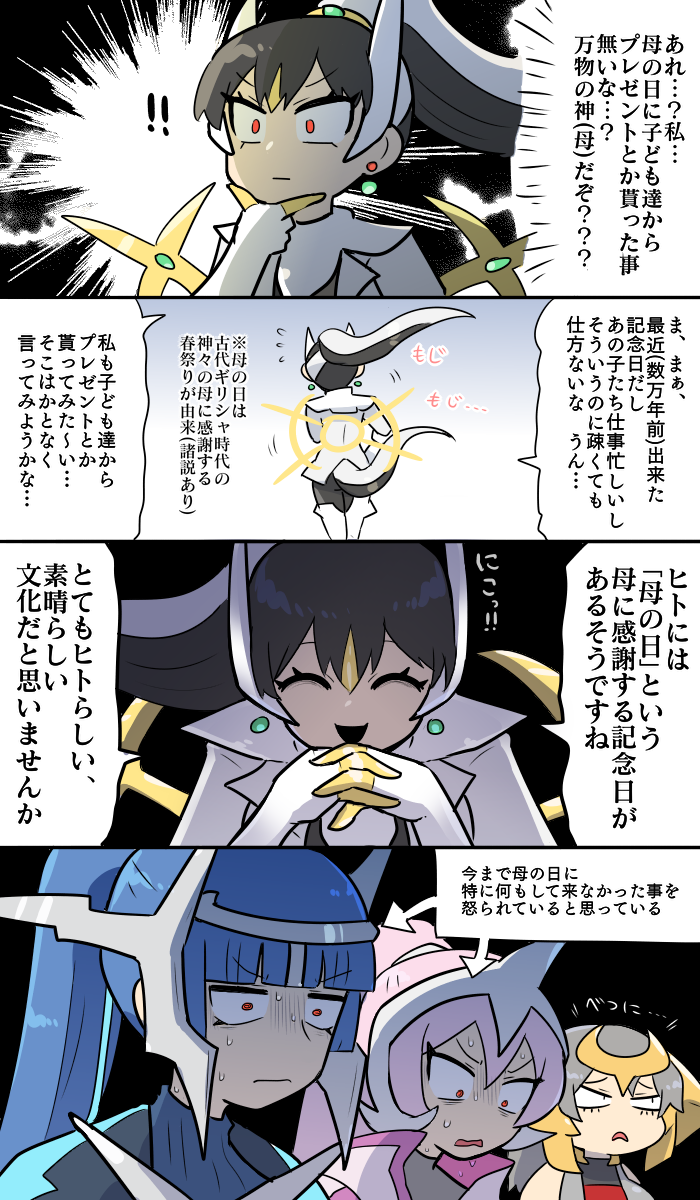 あれ…？私…
母の日に子ども達から
プレゼントとか貰った事
無いな…？
万物の神(母)だぞ？？？
!!
ま、まぁ、
最近(数万年前)出来た
記念日だし
あの子たち仕事忙しいし
そういうのに疎くても
仕方ないな　うん…
もじ
もじ…
※母の日は
古代ギリシャ時代の
神々の母に感謝する
春祭りが由来(諸説あり)
私も子ども達から
プレゼントとか
貰ってみた〜い…
そこはかとなく
言ってみようかな…
ヒトには
「母の日」という
母に感謝する記念日が
あるそうですね
にこっ!!
とてもヒトらしい、
素晴らしい
文化だと思いませんか
今まで母の日に
特に何もして来なかった事を
怒られていると思っている
べつに……